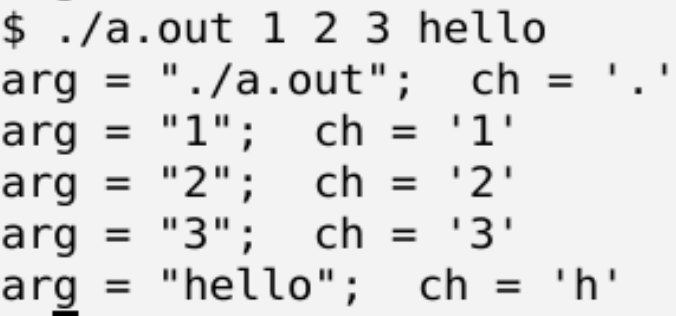 $ ./a.out 1 2 3 hello
arg = "./a.out";  ch = '.'
arg = "1";  ch = '1'
arg = "2";  ch = '2'
arg = "3";  ch = '3'
arg = "hello";  ch = 'h'